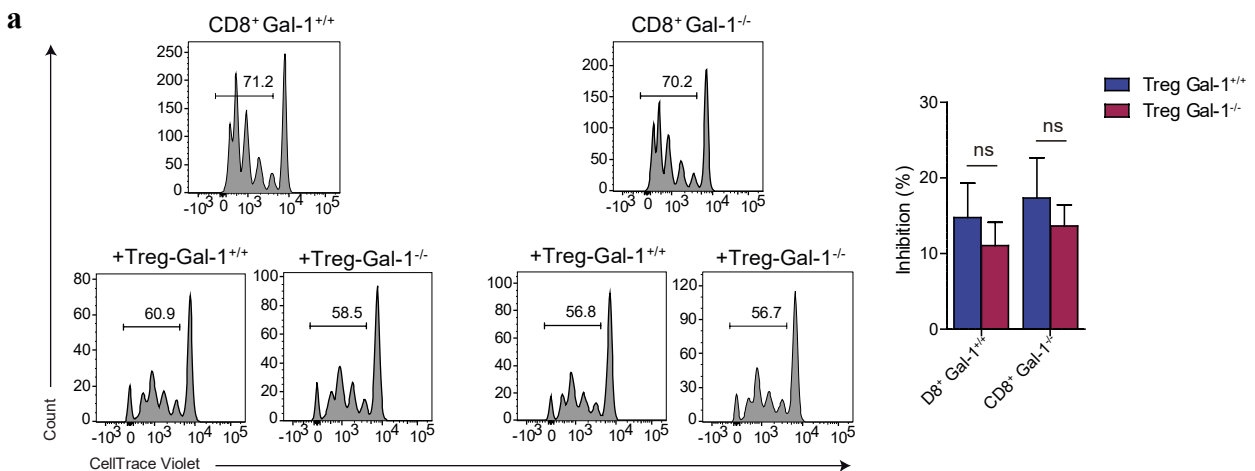 a
CD8⁺ Gal-1⁺/⁺
250
200
150
100
50
0
71.2
-10³ 0 10³ 10⁴ 10⁵
CD8⁺ Gal-1⁻/⁻
200
150
100
50
0
70.2
-10³ 0 10³ 10⁴ 10⁵
+Treg-Gal-1⁺/⁺
80
60
40
20
0
60.9
-10³ 0 10³ 10⁴ 10⁵
+Treg-Gal-1⁻/⁻
100
80
60
40
20
0
58.5
-10³ 0 10³ 10⁴ 10⁵
+Treg-Gal-1⁺/⁺
100
80
60
40
20
0
56.8
-10³ 0 10³ 10⁴ 10⁵
+Treg-Gal-1⁻/⁻
120
90
60
30
0
56.7
-10³ 0 10³ 10⁴ 10⁵
Count
CellTrace Violet
Treg Gal-1⁺/⁺
Treg Gal-1⁻/⁻
Inhibition (%)
30
20
10
0
ns
ns
D8⁺ Gal-1⁺/⁺
CD8⁺ Gal-1⁻/⁻